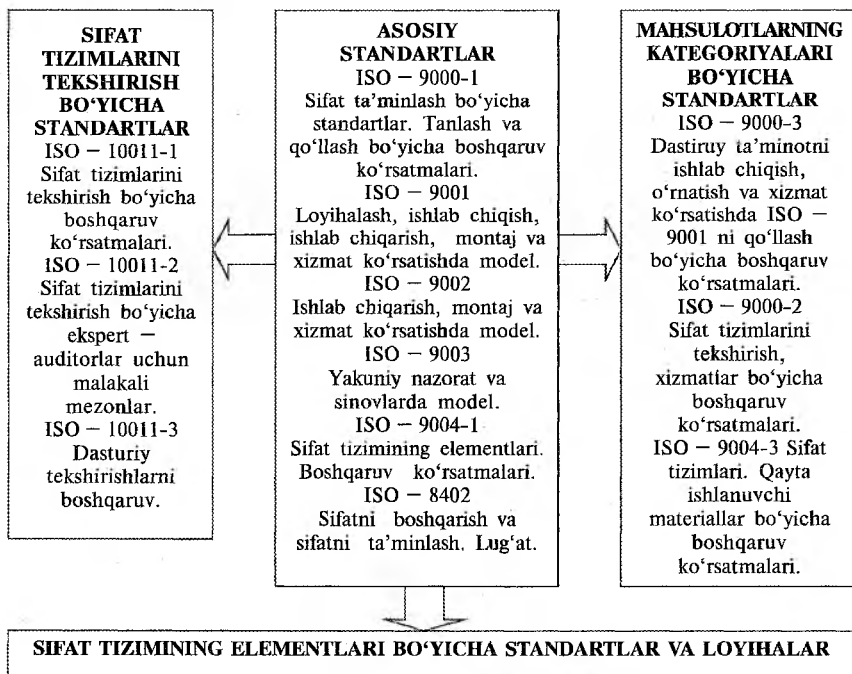 SIFAT
TIZIMLARINI
TEKSHIRISH
BO‘YICHA
STANDARTLAR
ISO – 10011-1
Sifat tizimlarini
tekshirish bo‘yicha
boshqaruv
ko‘rsatmalari.
ISO – 10011-2
Sifat tizimlarini
tekshirish bo‘yicha
ekspert –
auditorlar uchun
malakali
mezonlar.
ISO – 10011-3
Dasturiy
tekshirishlarni
boshqaruv.
ASOSIY
STANDARTLAR
ISO – 9000-1
Sifat ta’minlash bo‘yicha
standartlar. Tanlash va
qo‘llash bo‘yicha boshqaruv
ko‘rsatmalari.
ISO – 9001
Loyihalash, ishlab chiqish,
ishlab chiqarish, montaj va
xizmat ko‘rsatishda model.
ISO – 9002
Ishlab chiqarish, montaj va
xizmat ko‘rsatishda model.
ISO – 9003
Yakuniy nazorat va
sinovlarda model.
ISO – 9004-1
Sifat tizimining elementlari.
Boshqaruv ko‘rsatmalari.
ISO – 8402
Sifatni boshqarish va
sifatni ta’minlash. Lug‘at.
MAHSULOTLARNING
KATEGORIYALARI
BO‘YICHA
STANDARTLAR
ISO – 9000-3
Dastiruy ta’minotni
ishlab chiqish,
o‘rnatish va xizmat
ko‘rsatishda ISO –
9001 ni qo‘llash
bo‘yicha boshqaruv
ko‘rsatmalari.
ISO – 9000-2
Sifat tizimlarini
tekshirish,
xizmatlar bo‘yicha
boshqaruv
ko‘rsatmalari.
ISO – 9004-3 Sifat
tizimlari. Qayta
ishlanuvchi
materiallar bo‘yicha
boshqaruv
ko‘rsatmalari.
SIFAT TIZIMINING ELEMENTLARI BO‘YICHA STANDARTLAR VA LOYIHALAR